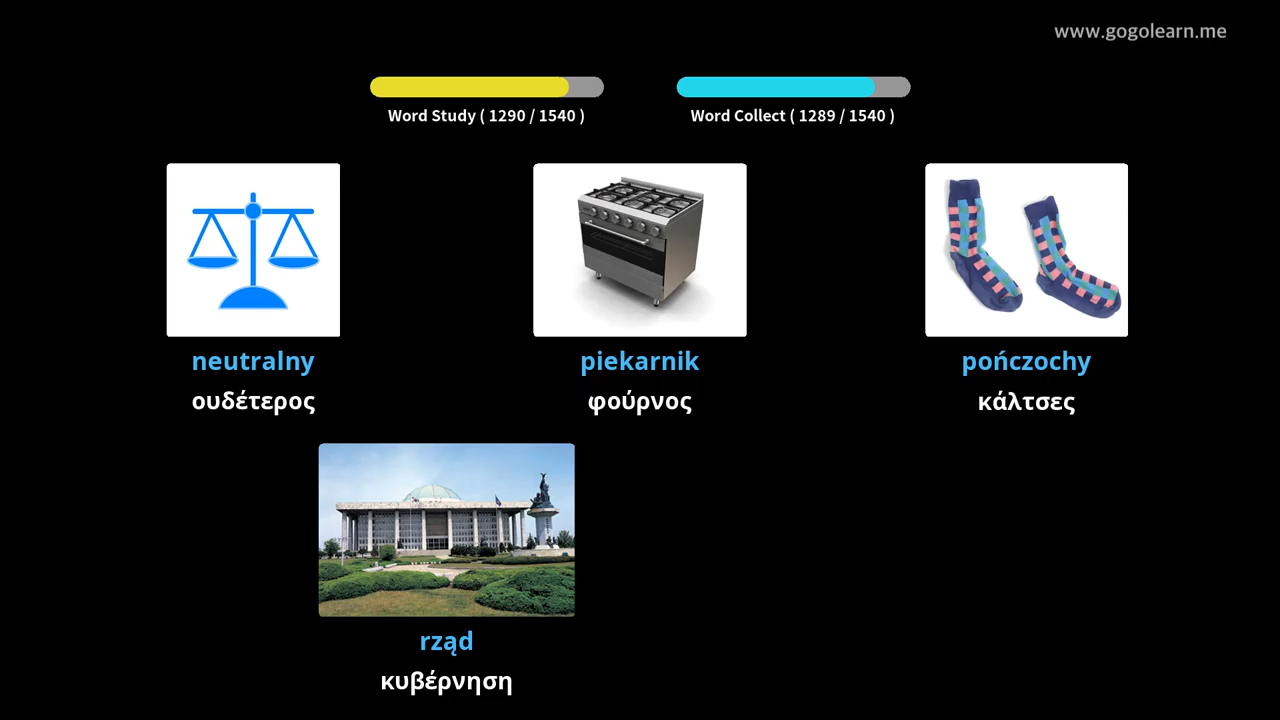 www.gogolearn.me
Word Study ( 1290 / 1540 )
Word Collect ( 1289 / 1540 )
neutralny
ουδέτερος
piekarnik
φούρνος
pończochy
κάλτσες
rząd
κυβέρνηση